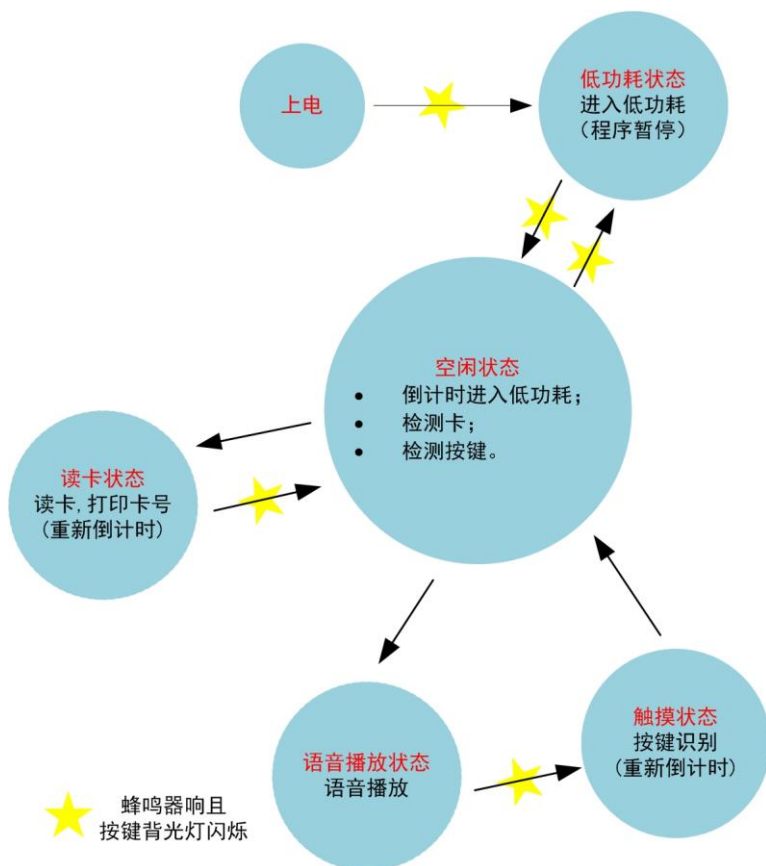 上电
低功耗状态
进入低功耗
（程序暂停）
空闲状态
• 倒计时进入低功耗；
• 检测卡；
• 检测按键。
读卡状态
读卡，打印卡号
(重新倒计时)
语音播放状态
语音播放
触摸状态
按键识别
(重新倒计时)
蜂鸣器响且
按键背光灯闪烁